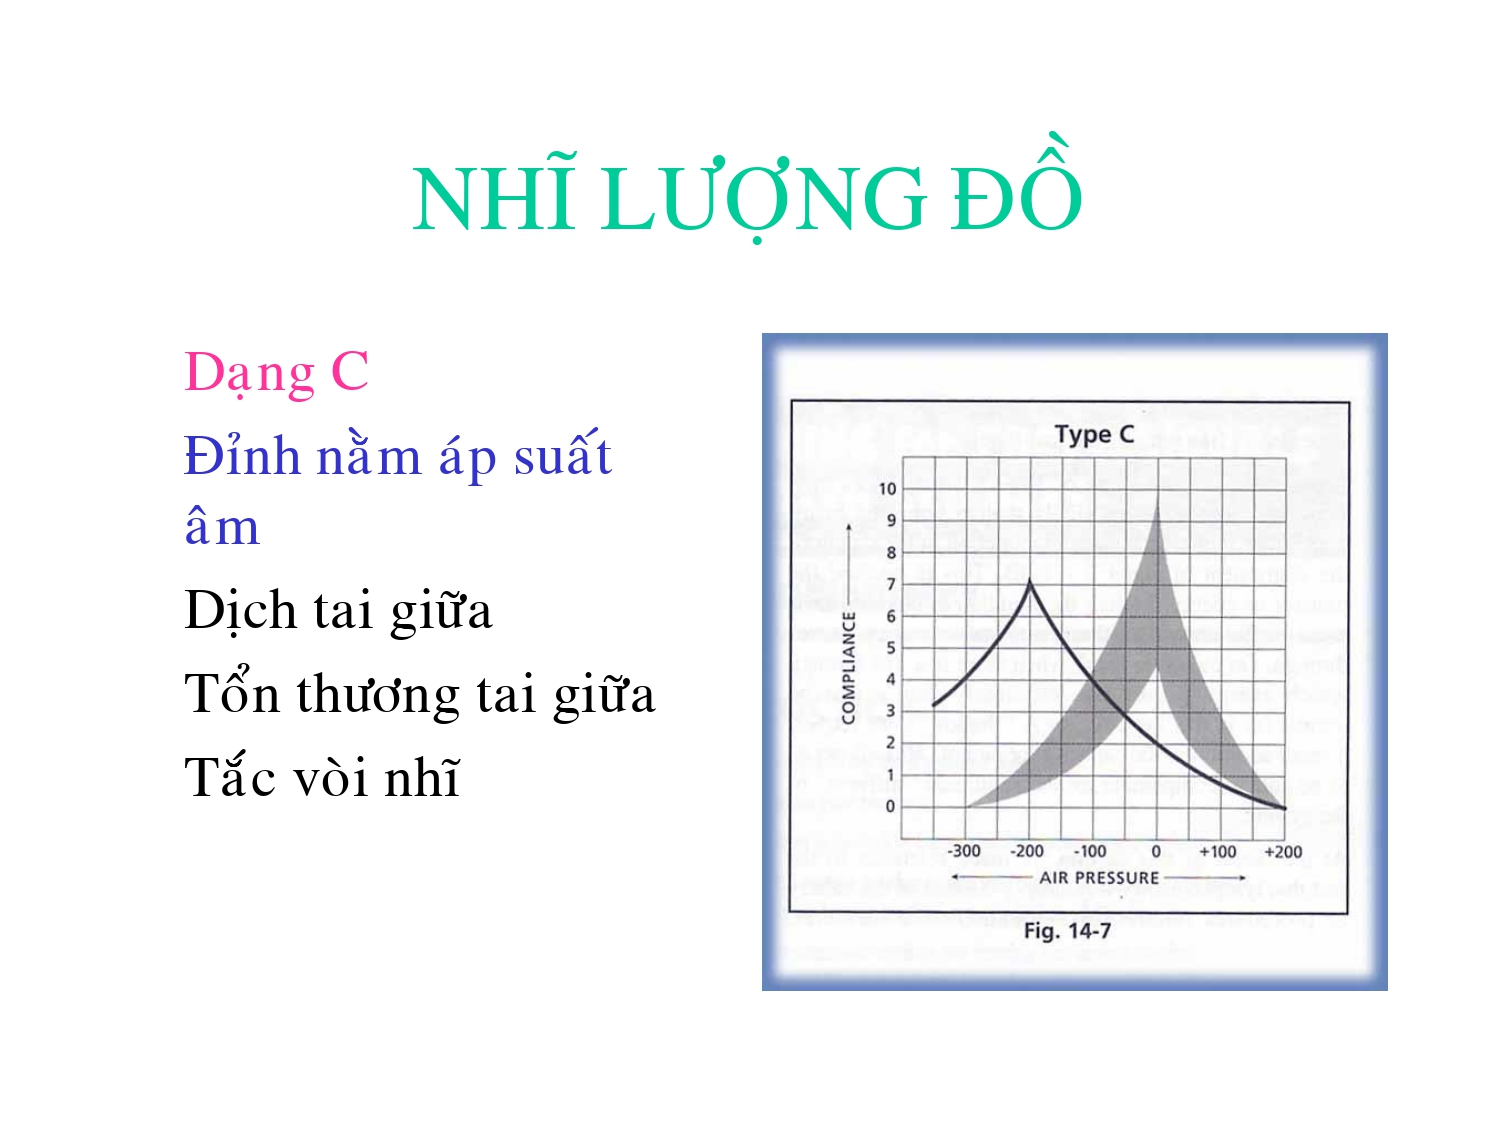 NHĨ LƯỢNG ĐỒ
Dạng C
Đỉnh nằm áp suất
âm
Dịch tai giữa
Tổn thương tai giữa
Tắc vòi nhĩ
Type C
10
9
8
7
6
5
4
3
2
1
0
COMPLIANCE
-300 -200 -100 0 +100 +200
AIR PRESSURE
Fig. 14-7